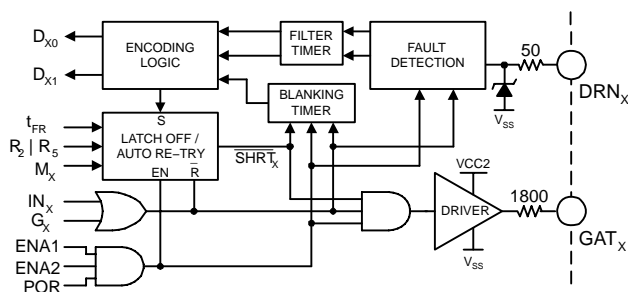 D_X0
D_X1
ENCODING
LOGIC
FILTER
TIMER
FAULT
DETECTION
50
DRN_X
V_SS
BLANKING
TIMER
S
t_FR
R_2 | R_5
M_X
LATCH OFF /
AUTO RE-TRY
EN
R̅
S̅H̅R̅T̅_X
IN_X
G_X
VCC2
DRIVER
V_SS
1800
GAT_X
ENA1
ENA2
POR